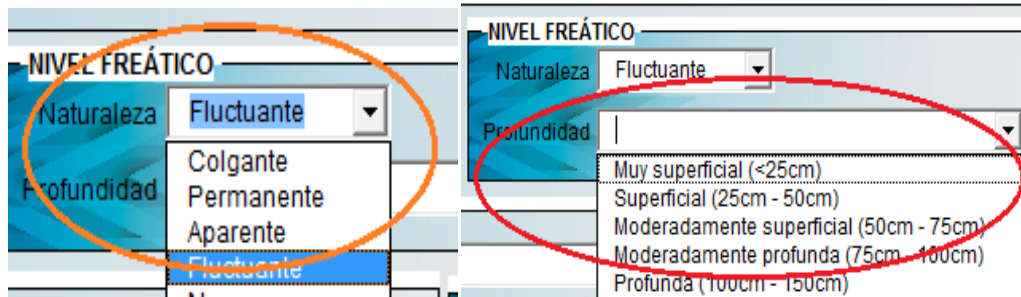 NIVEL FREÁTICO
Naturaleza Fluctuante
Colgante
Permanente
Aparente
Fluctuante
Profundidad
NIVEL FREÁTICO
Naturaleza Fluctuante
Profundidad
Muy superficial (<25cm)
Superficial (25cm - 50cm)
Moderadamente superficial (50cm - 75cm)
Moderadamente profunda (75cm - 100cm)
Profunda (100cm - 150cm)